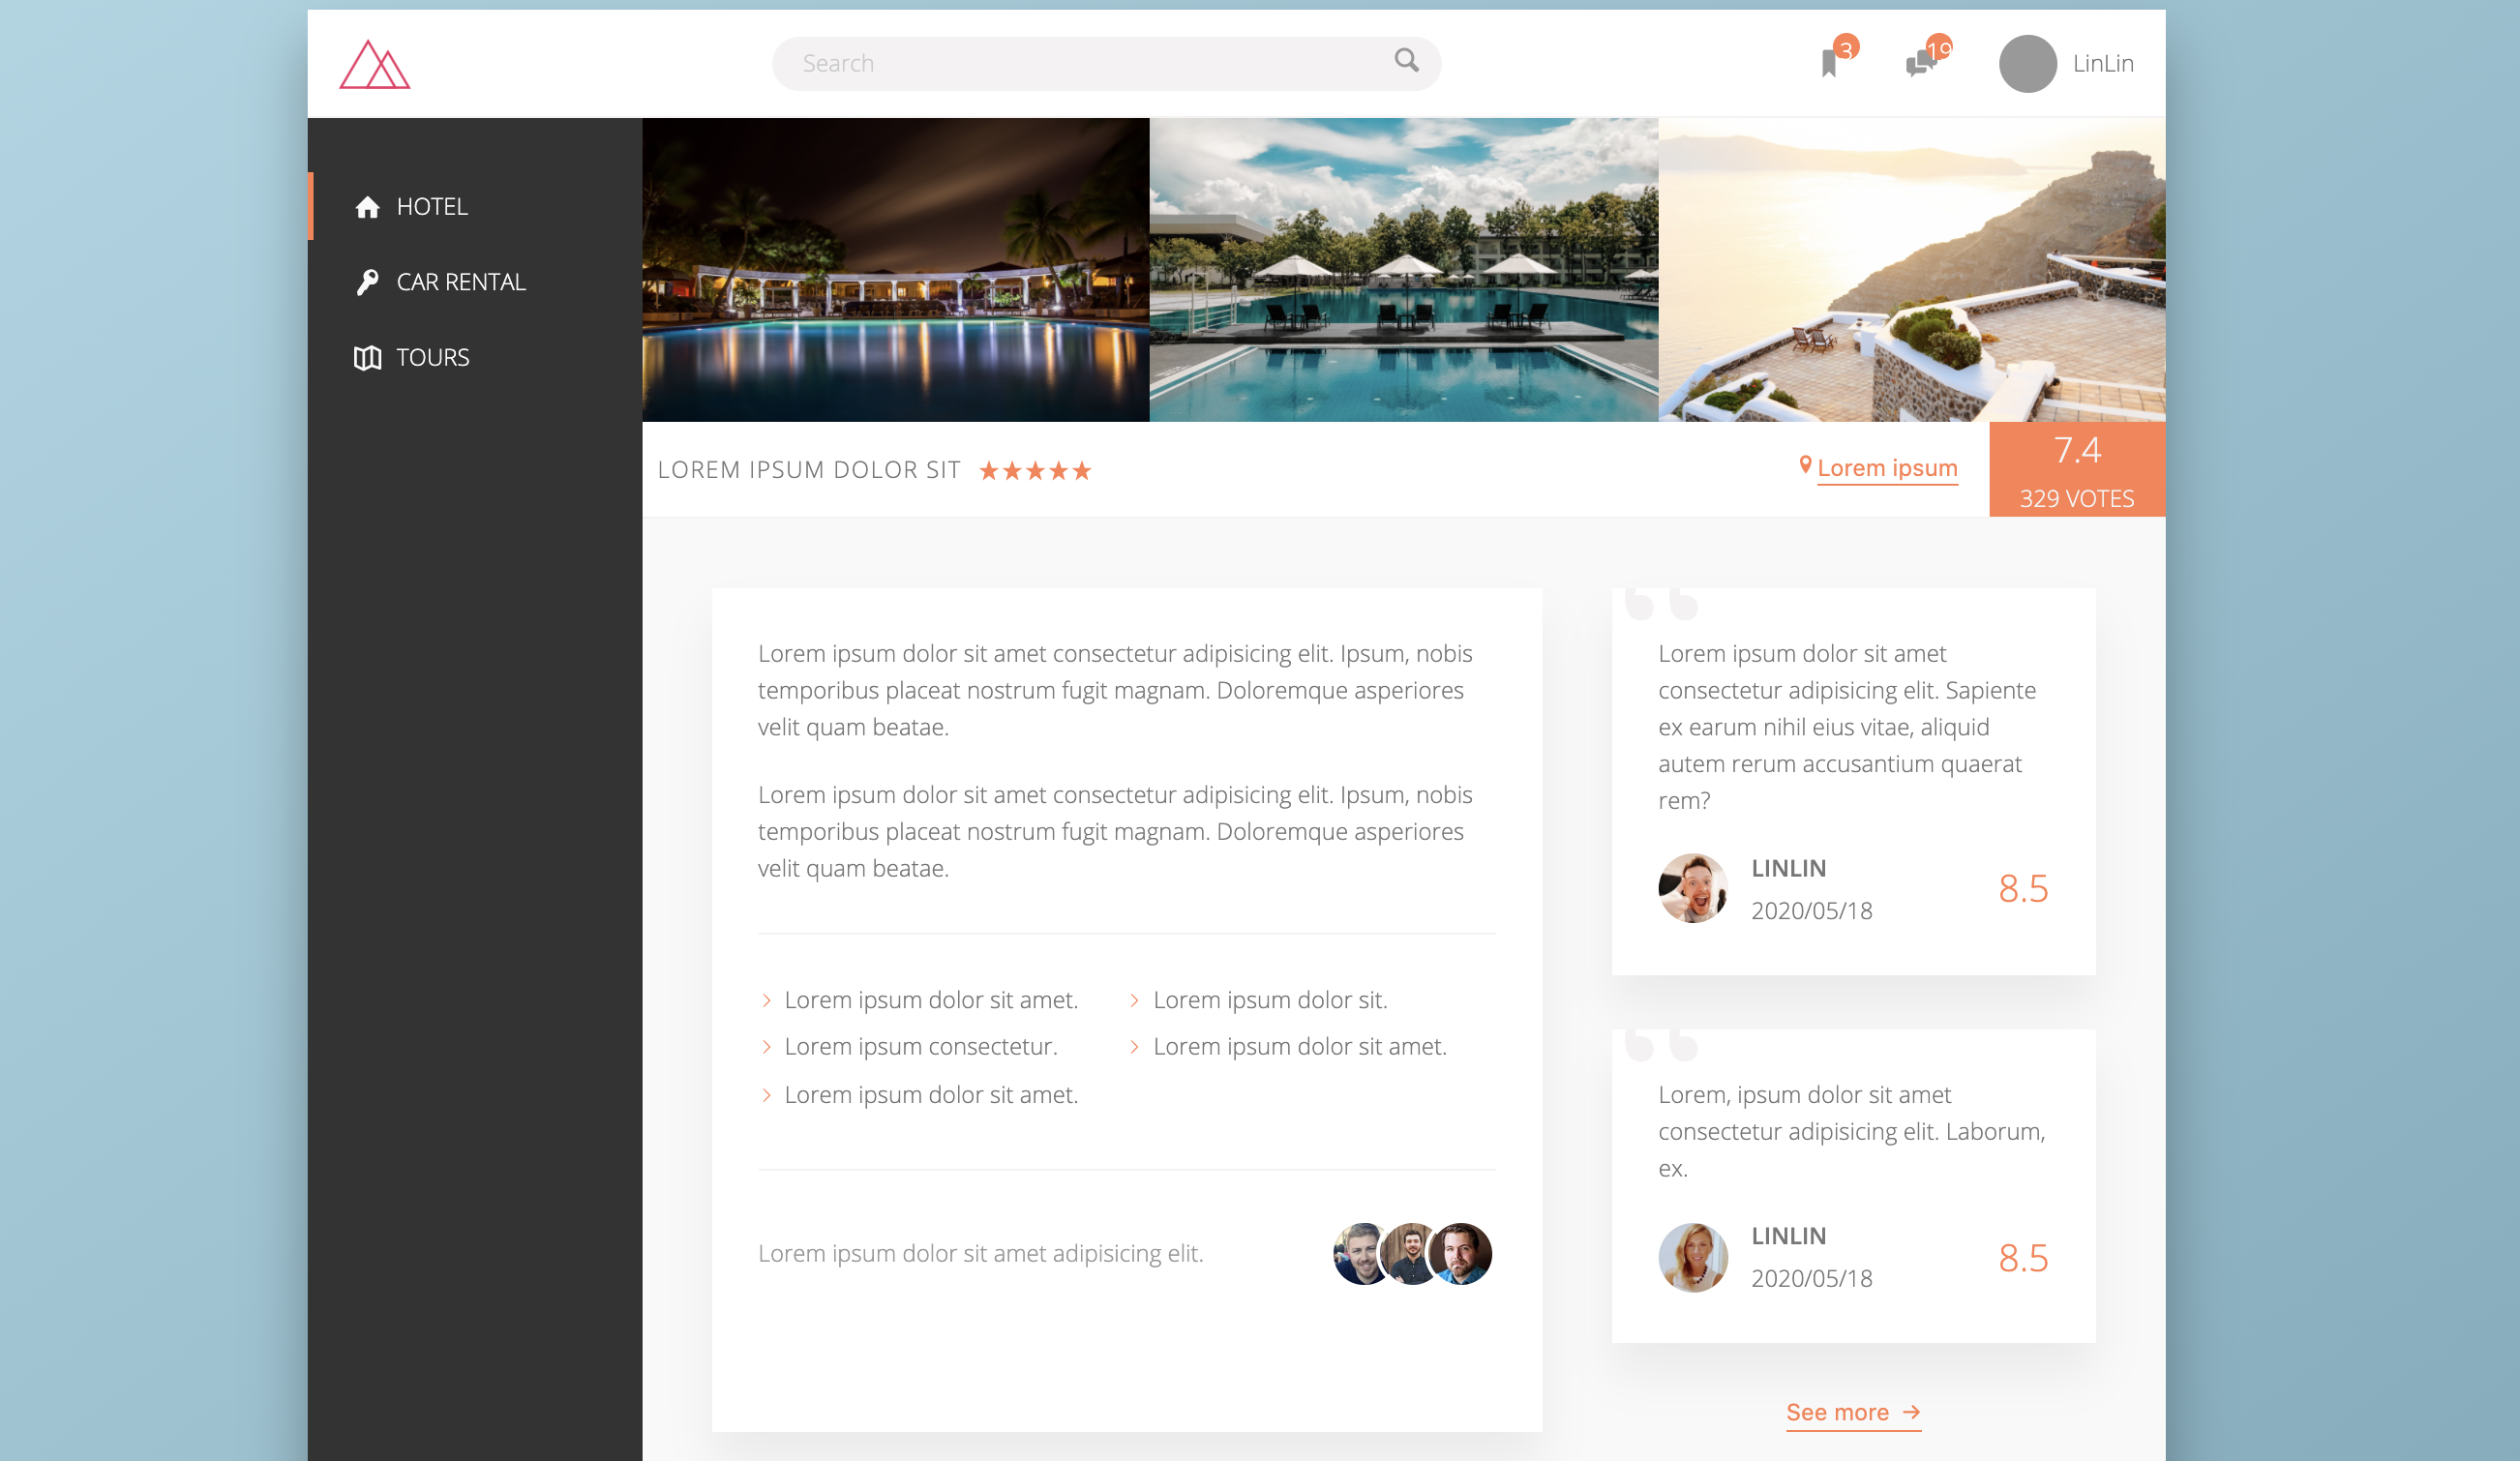 Search
3
19
LinLin
HOTEL
CAR RENTAL
TOURS
LOREM IPSUM DOLOR SIT ★★★★★
Lorem ipsum
7.4
329 VOTES
Lorem ipsum dolor sit amet consectetur adipisicing elit. Ipsum, nobis
temporibus placeat nostrum fugit magnam. Doloremque asperiores
velit quam beatae.
Lorem ipsum dolor sit amet consectetur adipisicing elit. Ipsum, nobis
temporibus placeat nostrum fugit magnam. Doloremque asperiores
velit quam beatae.
Lorem ipsum dolor sit amet.
Lorem ipsum dolor sit.
Lorem ipsum consectetur.
Lorem ipsum dolor sit amet.
Lorem ipsum dolor sit amet.
Lorem ipsum dolor sit amet adipisicing elit.
Lorem ipsum dolor sit amet
consectetur adipisicing elit. Sapiente
ex earum nihil eius vitae, aliquid
autem rerum accusantium quaerat
rem?
LINLIN
2020/05/18
8.5
Lorem, ipsum dolor sit amet
consectetur adipisicing elit. Laborum,
ex.
LINLIN
2020/05/18
8.5
See more →